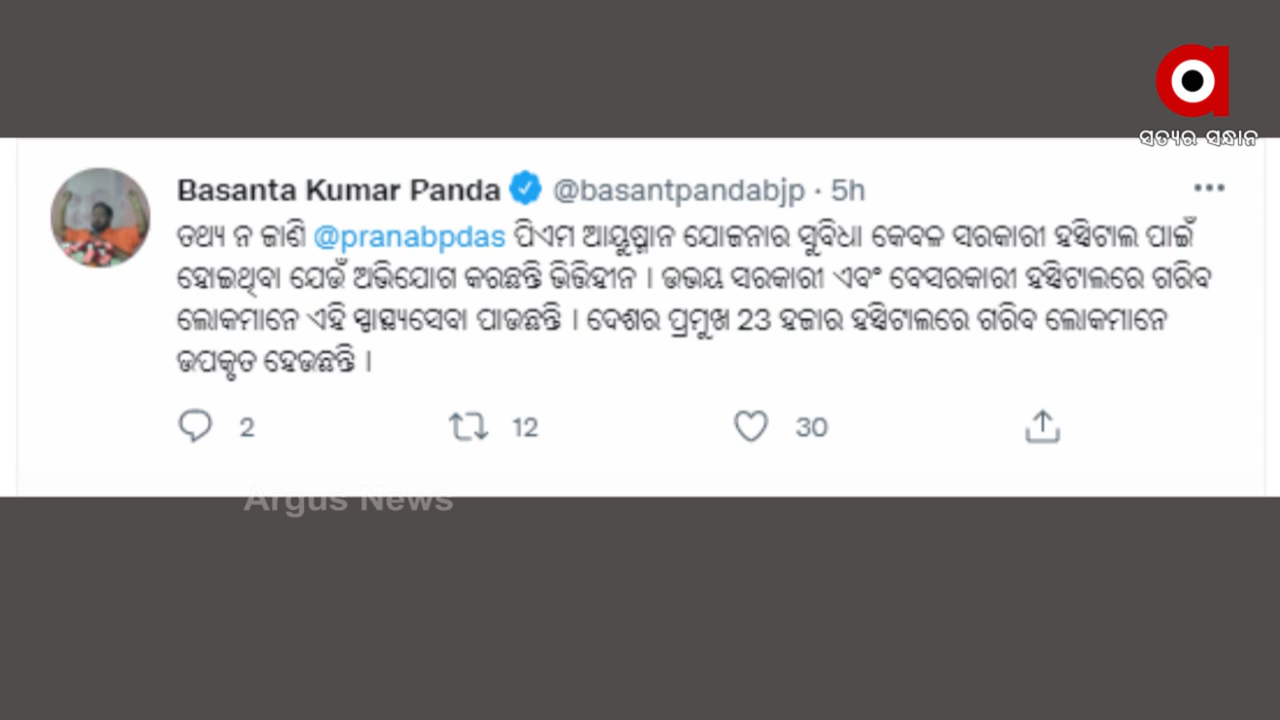 ସତ୍ୟର ସନ୍ଧାନ
Basanta Kumar Panda @basantpandabjp · 5h
ତଥ୍ୟ ନ ଜାଣି @pranabpdas ପିଏମ ଆୟୁଷ୍ମାନ ଯୋଜନାର ସୁବିଧା କେବଳ ସରକାରୀ ହସ୍ପିଟାଲ ପାଇଁ
ହୋଇଥିବା ଯେଉଁ ଅଭିଯୋଗ କରଛନ୍ତି ଭିତ୍ତିହୀନ । ଉଭୟ ସରକାରୀ ଏବଂ ବେସରକାରୀ ହସ୍ପିଟାଲରେ ଗରିବ
ଲୋକମାନେ ଏହି ସ୍ୱାସ୍ଥ୍ୟସେବା ପାଉଛନ୍ତି । ଦେଶର ପ୍ରମୁଖ 23 ହଜାର ହସ୍ପିଟାଲରେ ଗରିବ ଲୋକମାନେ
ଉପକୃତ ହେଉଛନ୍ତି ।
2 12 30
Argus News